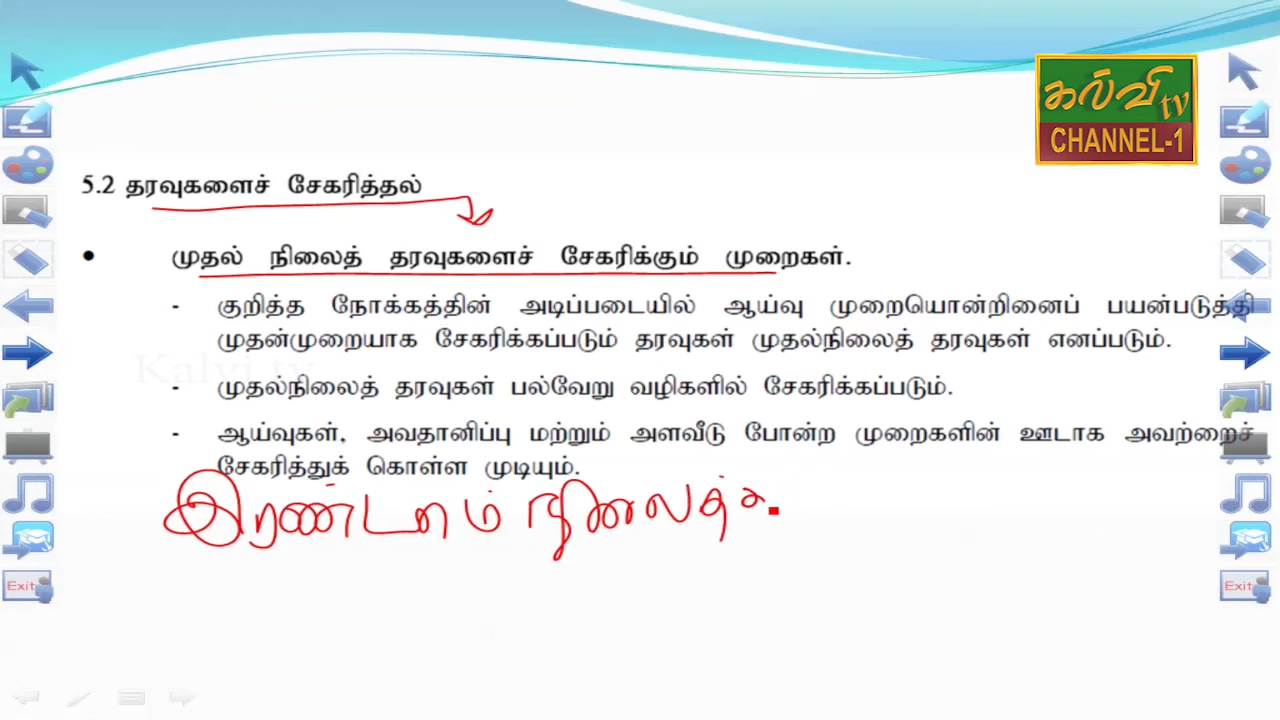 கல்வி tv
CHANNEL-1
5.2 தரவுகளைச் சேகரித்தல்
• முதல் நிலைத் தரவுகளைச் சேகரிக்கும் முறைகள்.
- குறித்த நோக்கத்தின் அடிப்படையில் ஆய்வு முறையொன்றினைப் பயன்படுத்தி
முதன்முறையாக சேகரிக்கப்படும் தரவுகள் முதல்நிலைத் தரவுகள் எனப்படும்.
Kalvi tv
- முதல்நிலைத் தரவுகள் பல்வேறு வழிகளில் சேகரிக்கப்படும்.
- ஆய்வுகள், அவதானிப்பு மற்றும் அளவீடு போன்ற முறைகளின் ஊடாக அவற்றைச்
சேகரித்துக் கொள்ள முடியும்.
இரண்டாம் நிலைத்
Exit
Exit